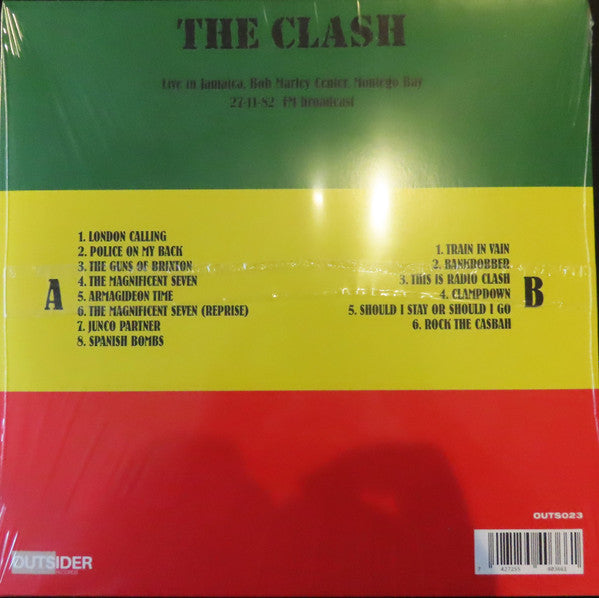 THE CLASH
Live in Jamaica, Bob Marley Center, Montego Bay
27-11-82 FM broadcast
A
1. LONDON CALLING
2. POLICE ON MY BACK
3. THE GUNS OF BRIXTON
4. THE MAGNIFICENT SEVEN
5. ARMAGIDEON TIME
6. THE MAGNIFICENT SEVEN (REPRISE)
7. JUNCO PARTNER
8. SPANISH BOMBS
B
1. TRAIN IN VAIN
2. BANKROBBER
3. THIS IS RADIO CLASH
4. CLAMPDOWN
5. SHOULD I STAY OR SHOULD I GO
6. ROCK THE CASBAH
OUTS023
OUTSIDER
RECORDS